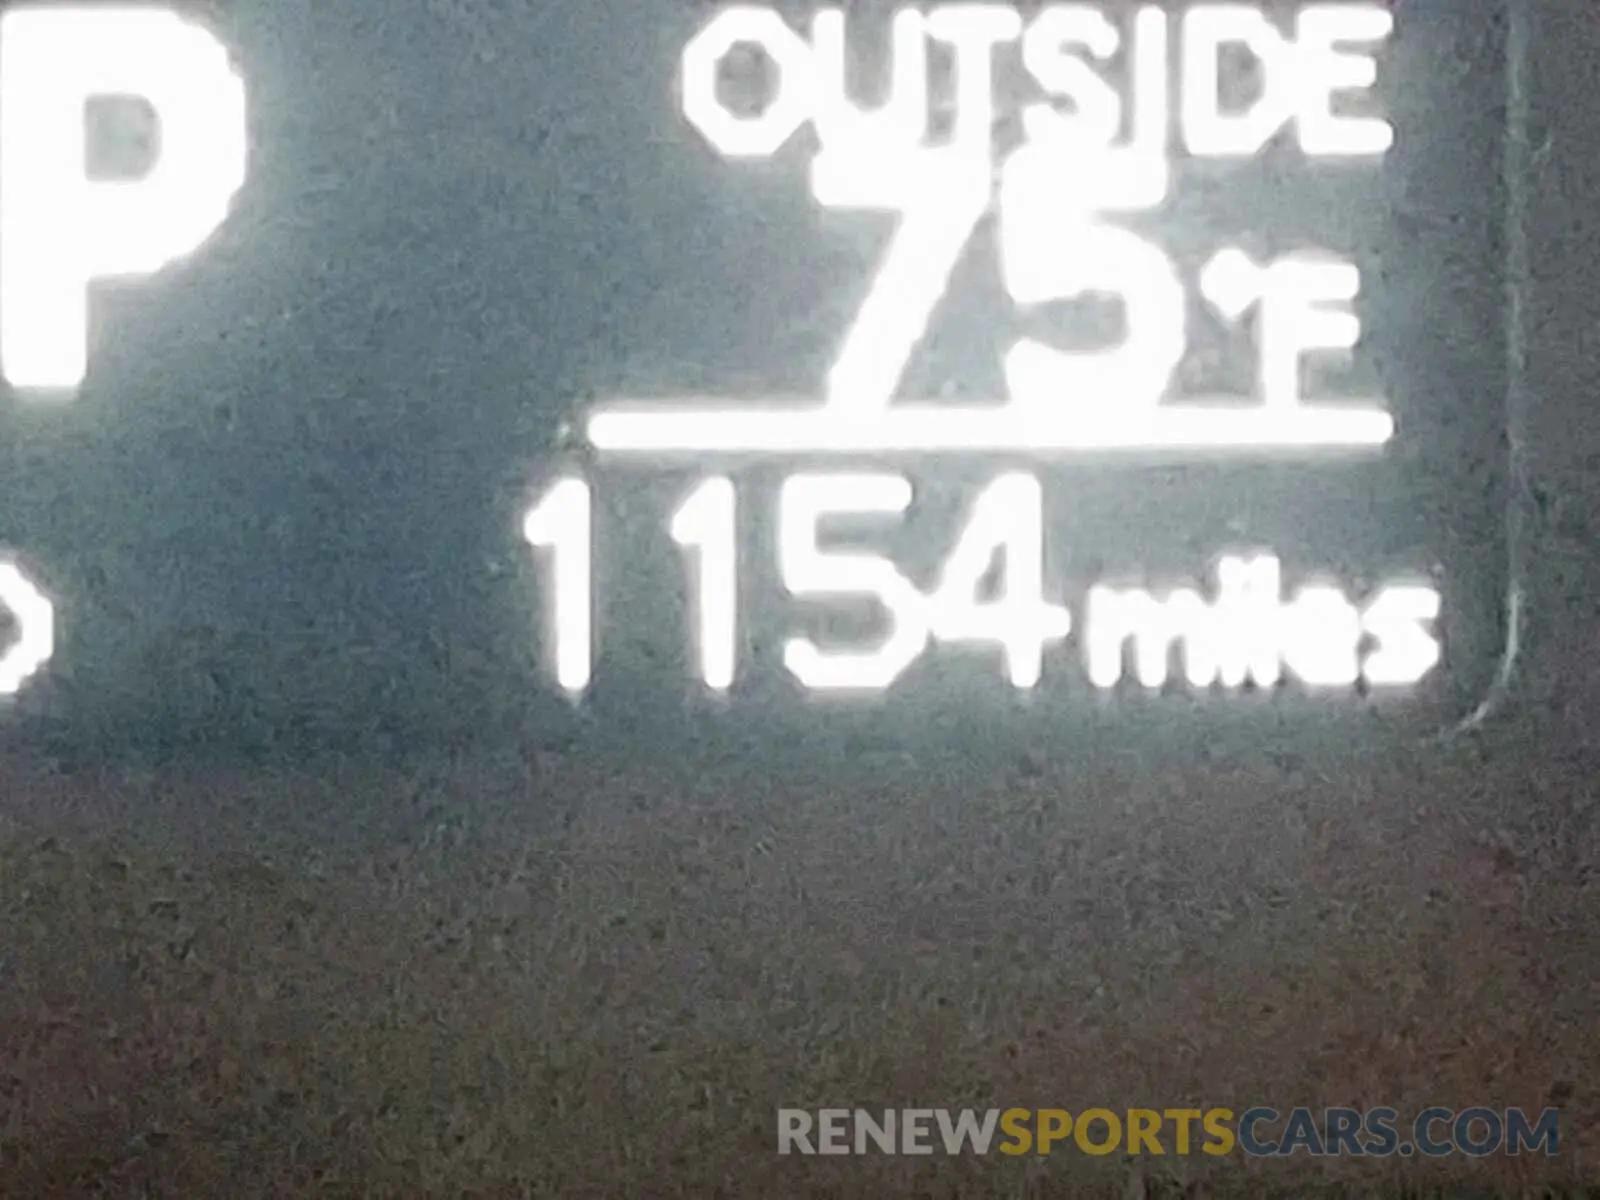 P
OUTSIDE
75°F
1154 miles
RENEWSPORTSCARS.COM